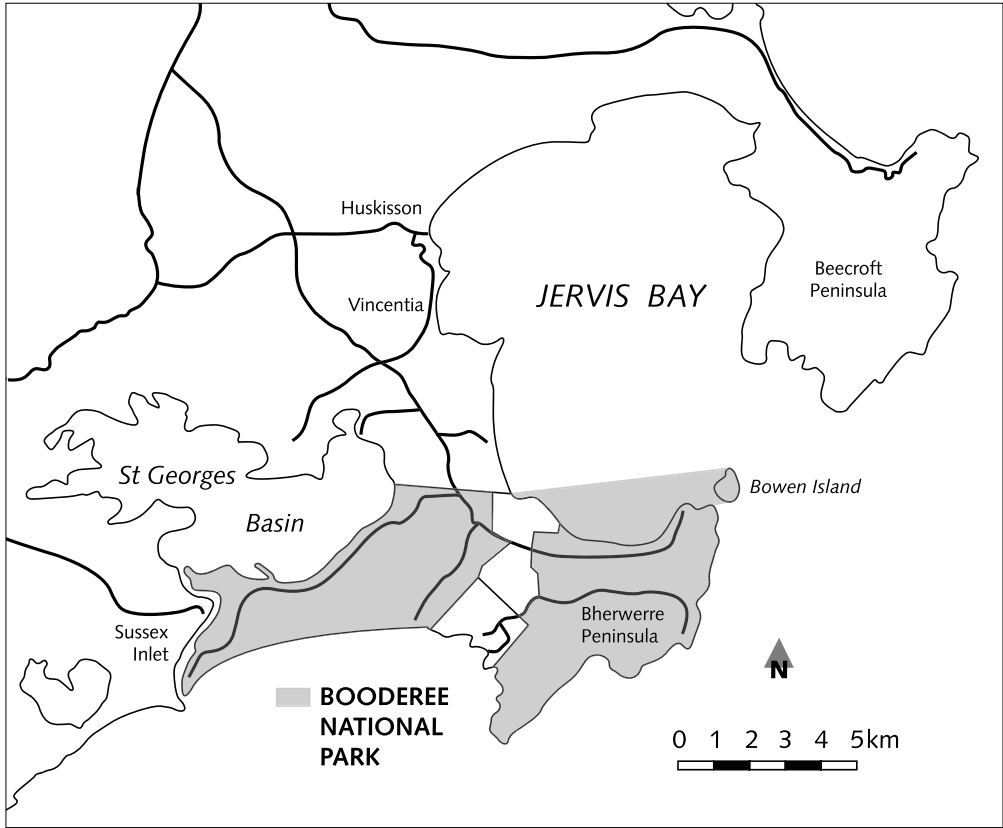 Huskisson
Beecroft
Peninsula
JERVIS BAY
Vincentia
St Georges
Bowen Island
Basin
Bherwerre
Peninsula
Sussex
Inlet
N
BOODEREE
NATIONAL
PARK
0 1 2 3 4 5km